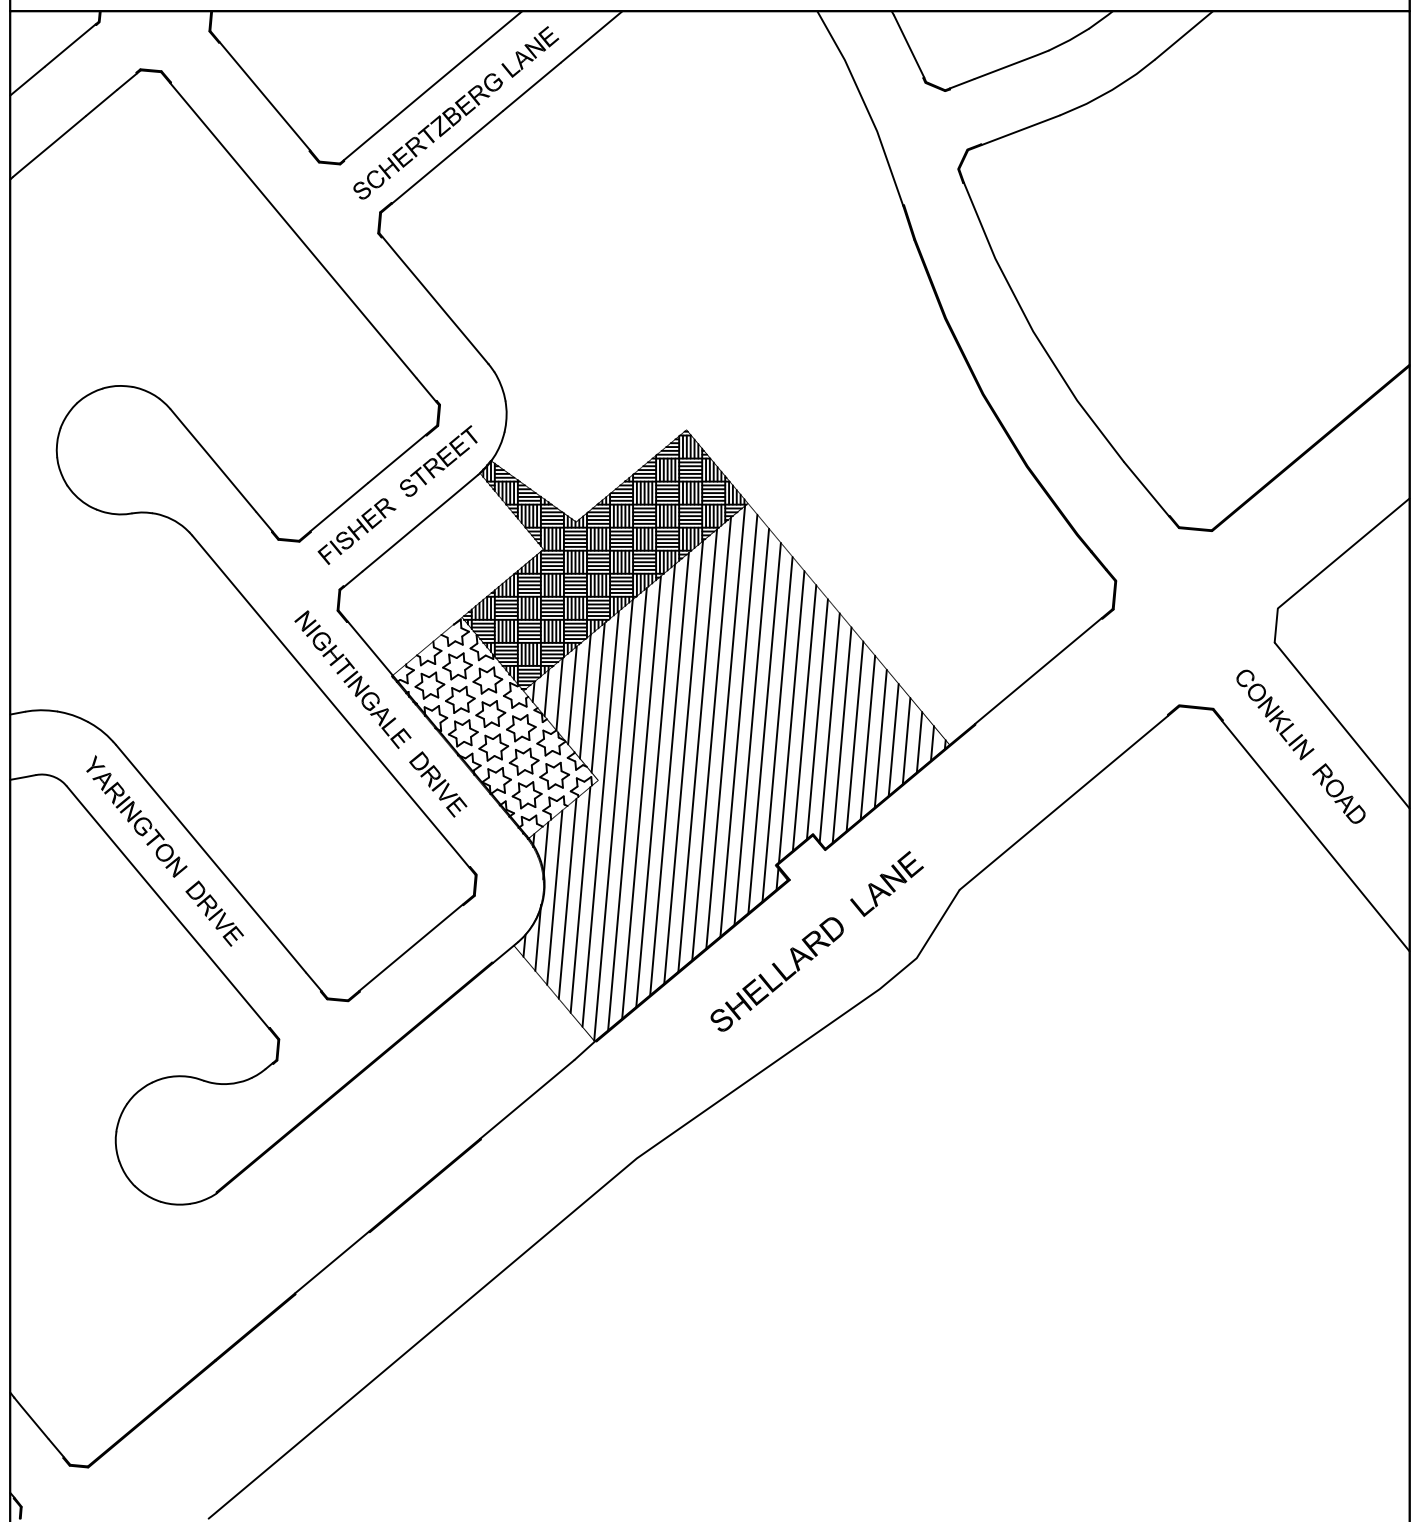 SCHERTZBERG LANE
FISHER STREET
NIGHTINGALE DRIVE
CONKLIN ROAD
YARINGTON DRIVE
SHELLARD LANE